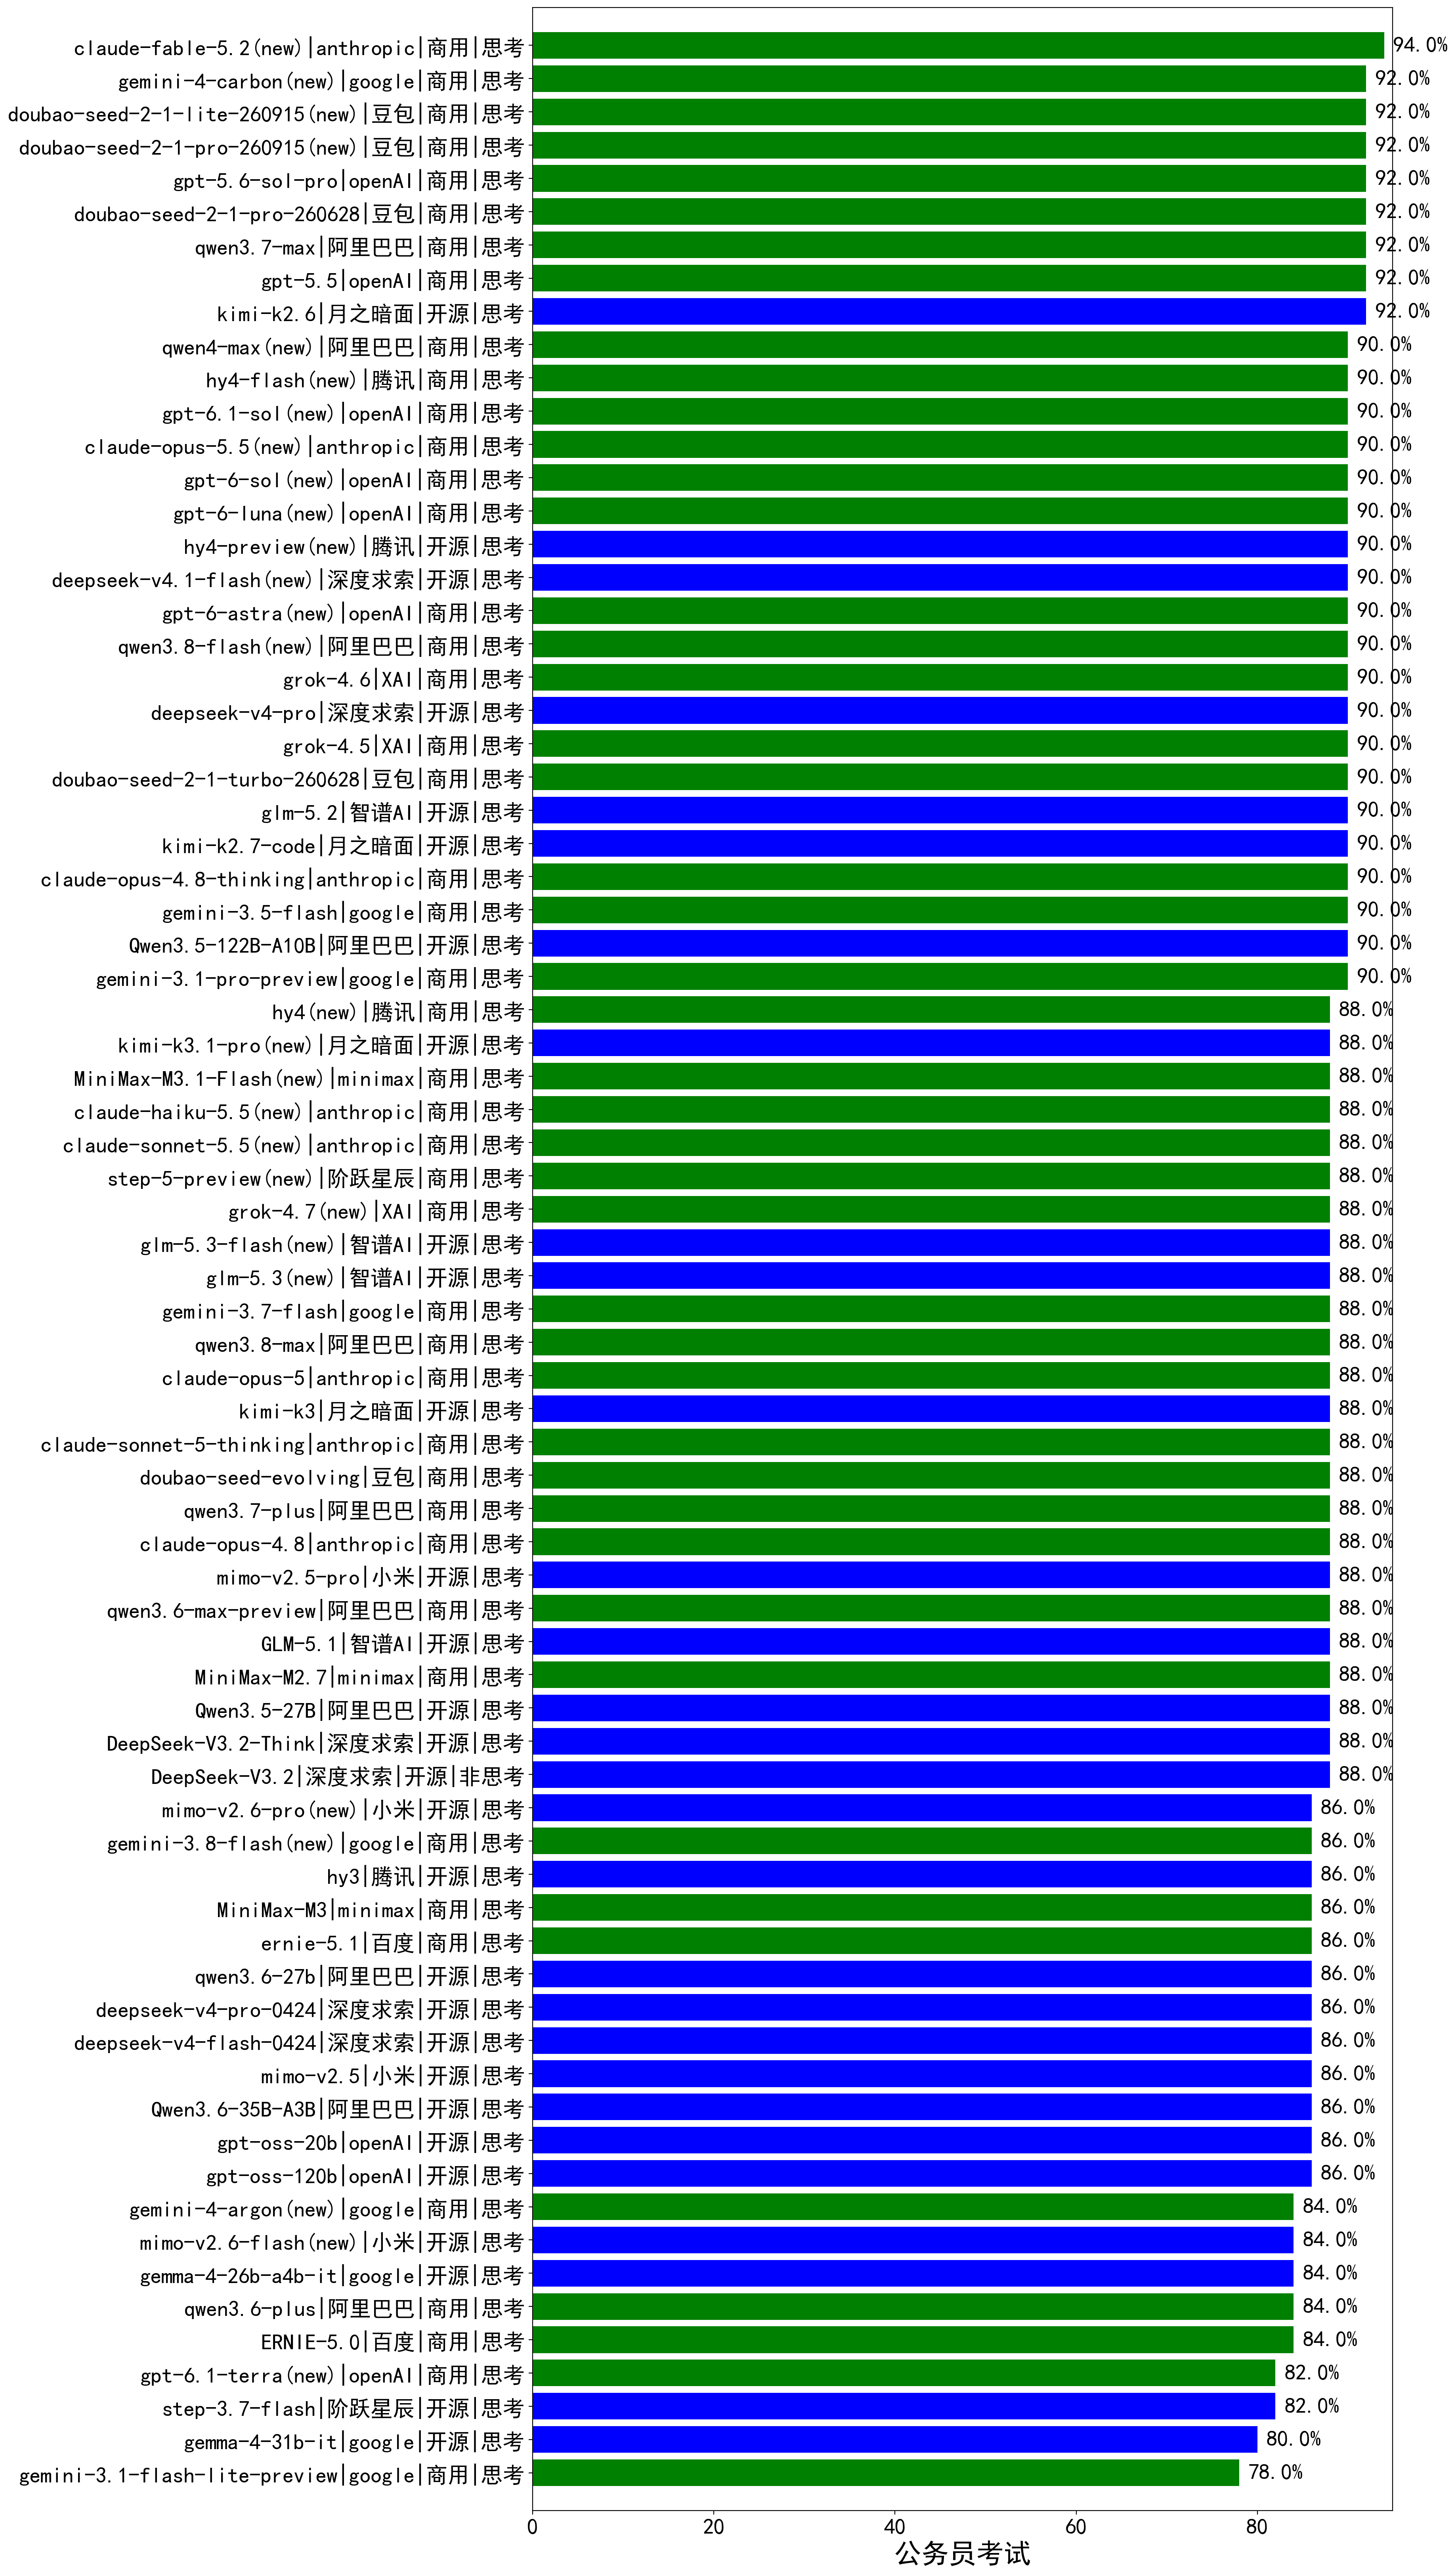 claude-fable-5.2(new)|anthropic|商用|思考 94.0%
gemini-4-carbon(new)|google|商用|思考 92.0%
doubao-seed-2-1-lite-260915(new)|豆包|商用|思考 92.0%
doubao-seed-2-1-pro-260915(new)|豆包|商用|思考 92.0%
gpt-5.6-sol-pro|openAI|商用|思考 92.0%
doubao-seed-2-1-pro-260628|豆包|商用|思考 92.0%
qwen3.7-max|阿里巴巴|商用|思考 92.0%
gpt-5.5|openAI|商用|思考 92.0%
kimi-k2.6|月之暗面|开源|思考 92.0%
qwen4-max(new)|阿里巴巴|商用|思考 90.0%
hy4-flash(new)|腾讯|商用|思考 90.0%
gpt-6.1-sol(new)|openAI|商用|思考 90.0%
claude-opus-5.5(new)|anthropic|商用|思考 90.0%
gpt-6-sol(new)|openAI|商用|思考 90.0%
gpt-6-luna(new)|openAI|商用|思考 90.0%
hy4-preview(new)|腾讯|开源|思考 90.0%
deepseek-v4.1-flash(new)|深度求索|开源|思考 90.0%
gpt-6-astra(new)|openAI|商用|思考 90.0%
qwen3.8-flash(new)|阿里巴巴|商用|思考 90.0%
grok-4.6|XAI|商用|思考 90.0%
deepseek-v4-pro|深度求索|开源|思考 90.0%
grok-4.5|XAI|商用|思考 90.0%
doubao-seed-2-1-turbo-260628|豆包|商用|思考 90.0%
glm-5.2|智谱AI|开源|思考 90.0%
kimi-k2.7-code|月之暗面|开源|思考 90.0%
claude-opus-4.8-thinking|anthropic|商用|思考 90.0%
gemini-3.5-flash|google|商用|思考 90.0%
Qwen3.5-122B-A10B|阿里巴巴|开源|思考 90.0%
gemini-3.1-pro-preview|google|商用|思考 90.0%
hy4(new)|腾讯|商用|思考 88.0%
kimi-k3.1-pro(new)|月之暗面|开源|思考 88.0%
MiniMax-M3.1-Flash(new)|minimax|商用|思考 88.0%
claude-haiku-5.5(new)|anthropic|商用|思考 88.0%
claude-sonnet-5.5(new)|anthropic|商用|思考 88.0%
step-5-preview(new)|阶跃星辰|商用|思考 88.0%
grok-4.7(new)|XAI|商用|思考 88.0%
glm-5.3-flash(new)|智谱AI|开源|思考 88.0%
glm-5.3(new)|智谱AI|开源|思考 88.0%
gemini-3.7-flash|google|商用|思考 88.0%
qwen3.8-max|阿里巴巴|商用|思考 88.0%
claude-opus-5|anthropic|商用|思考 88.0%
kimi-k3|月之暗面|开源|思考 88.0%
claude-sonnet-5-thinking|anthropic|商用|思考 88.0%
doubao-seed-evolving|豆包|商用|思考 88.0%
qwen3.7-plus|阿里巴巴|商用|思考 88.0%
claude-opus-4.8|anthropic|商用|思考 88.0%
mimo-v2.5-pro|小米|开源|思考 88.0%
qwen3.6-max-preview|阿里巴巴|商用|思考 88.0%
GLM-5.1|智谱AI|开源|思考 88.0%
MiniMax-M2.7|minimax|商用|思考 88.0%
Qwen3.5-27B|阿里巴巴|开源|思考 88.0%
DeepSeek-V3.2-Think|深度求索|开源|思考 88.0%
DeepSeek-V3.2|深度求索|开源|非思考 88.0%
mimo-v2.6-pro(new)|小米|开源|思考 86.0%
gemini-3.8-flash(new)|google|商用|思考 86.0%
hy3|腾讯|开源|思考 86.0%
MiniMax-M3|minimax|商用|思考 86.0%
ernie-5.1|百度|商用|思考 86.0%
qwen3.6-27b|阿里巴巴|开源|思考 86.0%
deepseek-v4-pro-0424|深度求索|开源|思考 86.0%
deepseek-v4-flash-0424|深度求索|开源|思考 86.0%
mimo-v2.5|小米|开源|思考 86.0%
Qwen3.6-35B-A3B|阿里巴巴|开源|思考 86.0%
gpt-oss-20b|openAI|开源|思考 86.0%
gpt-oss-120b|openAI|开源|思考 86.0%
gemini-4-argon(new)|google|商用|思考 84.0%
mimo-v2.6-flash(new)|小米|开源|思考 84.0%
gemma-4-26b-a4b-it|google|开源|思考 84.0%
qwen3.6-plus|阿里巴巴|商用|思考 84.0%
ERNIE-5.0|百度|商用|思考 84.0%
gpt-6.1-terra(new)|openAI|商用|思考 82.0%
step-3.7-flash|阶跃星辰|开源|思考 82.0%
gemma-4-31b-it|google|开源|思考 80.0%
gemini-3.1-flash-lite-preview|google|商用|思考 78.0%
0 20 40 60 80
公务员考试